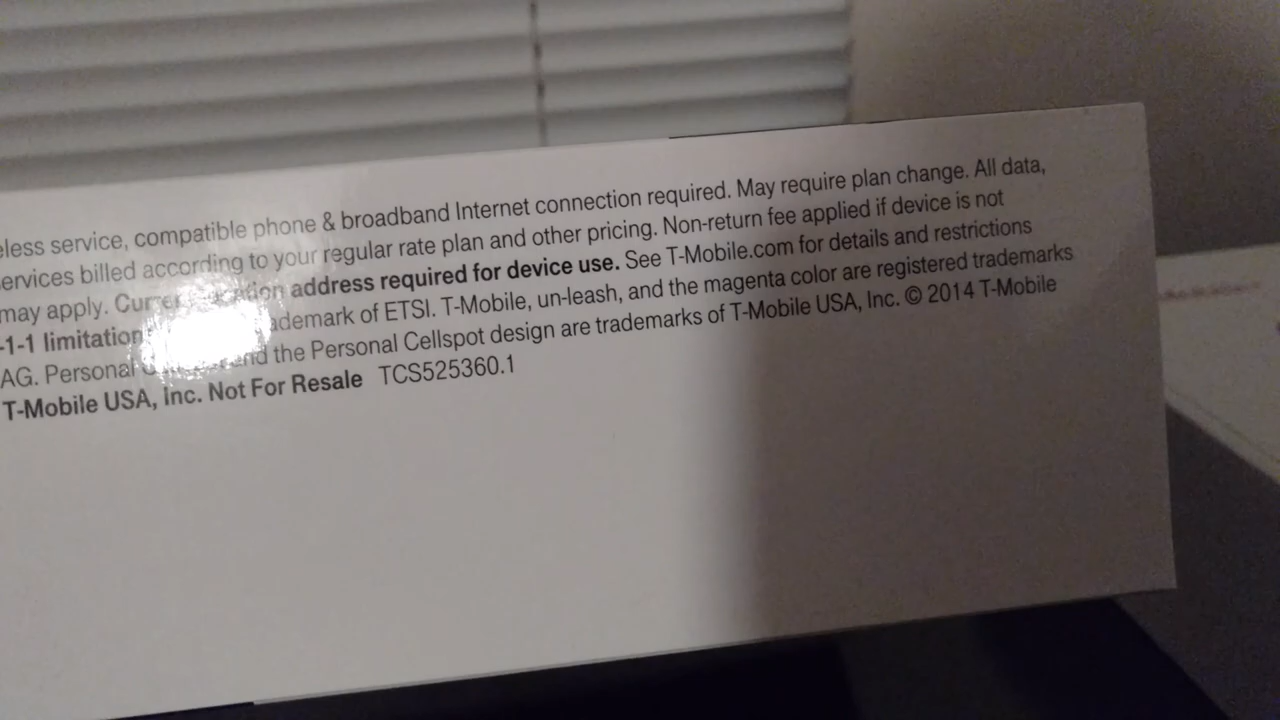 eless service, compatible phone & broadband Internet connection required. May require plan change. All data,
ervices billed according to your regular rate plan and other pricing. Non-return fee applied if device is not
may apply. address required for device use. See T-Mobile.com for details and restrictions
-1-1 limitation ademark of ETSI. T-Mobile, un-leash, and the magenta color are registered trademarks
AG. Personal and the Personal Cellspot design are trademarks of T-Mobile USA, Inc. © 2014 T-Mobile
T-Mobile USA, Inc. Not For Resale TCS525360.1